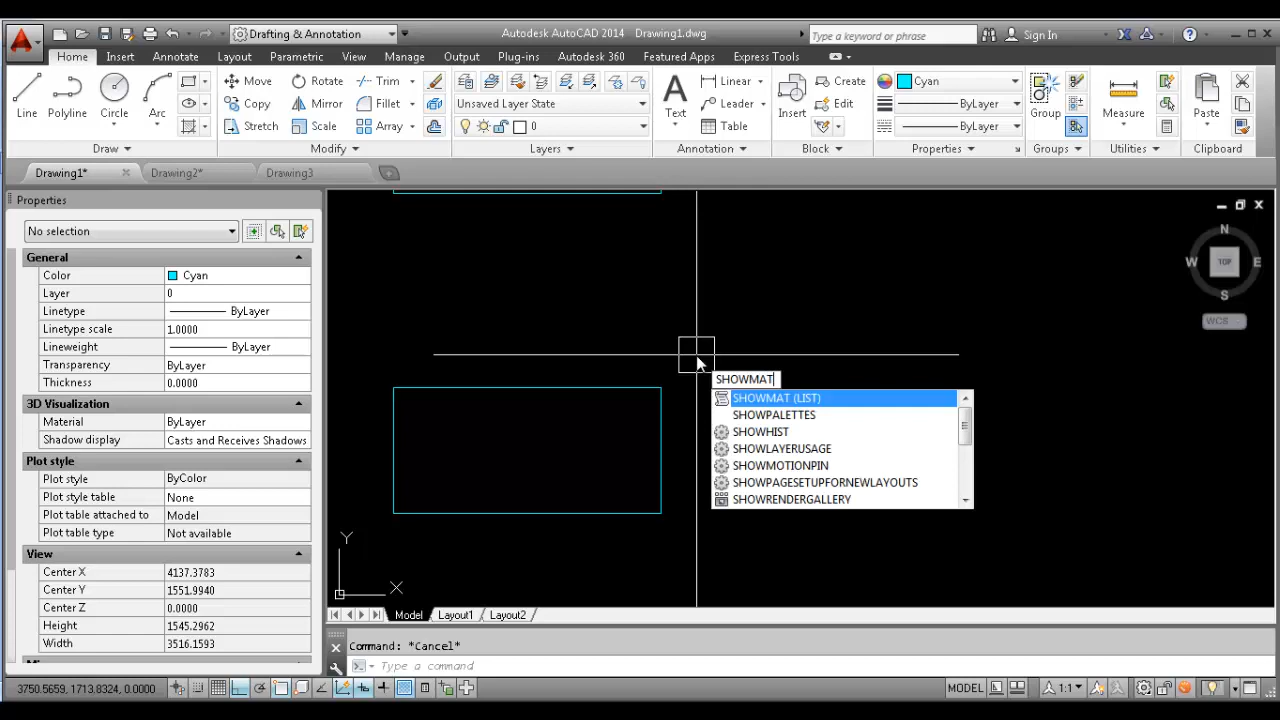 Drafting & Annotation
Autodesk AutoCAD 2014 Drawing1.dwg
Type a keyword or phrase
Sign In
Home Insert Annotate Layout Parametric View Manage Output Plug-ins Autodesk 360 Featured Apps Express Tools
Line Polyline Circle Arc
Move Rotate Trim
Copy Mirror Fillet
Stretch Scale Array
Unsaved Layer State
0
Text
Linear
Leader
Table
Insert
Create
Edit
Cyan
ByLayer
ByLayer
Group
Measure
Paste
Draw Modify Layers Annotation Block Properties Groups Utilities Clipboard
Drawing1* Drawing2* Drawing3
Properties
No selection
General
Color Cyan
Layer 0
Linetype ByLayer
Linetype scale 1.0000
Lineweight ByLayer
Transparency ByLayer
Thickness 0.0000
3D Visualization
Material ByLayer
Shadow display Casts and Receives Shadows
Plot style
Plot style ByColor
Plot style table None
Plot table attached to Model
Plot table type Not available
View
Center X 4137.3783
Center Y 1551.9940
Center Z 0.0000
Height 1545.2962
Width 3516.1593
N
W TOP E
S
WCS
SHOWMAT
SHOWMAT (LIST)
SHOWPALETTES
SHOWHIST
SHOWLAYERUSAGE
SHOWMOTIONPIN
SHOWPAGESETUPFORNEWLAYOUTS
SHOWRENDERGALLERY
Y
X
Model Layout1 Layout2
Command: *Cancel*
Type a command
3750.5659, 1713.8324, 0.0000
MODEL
1:1